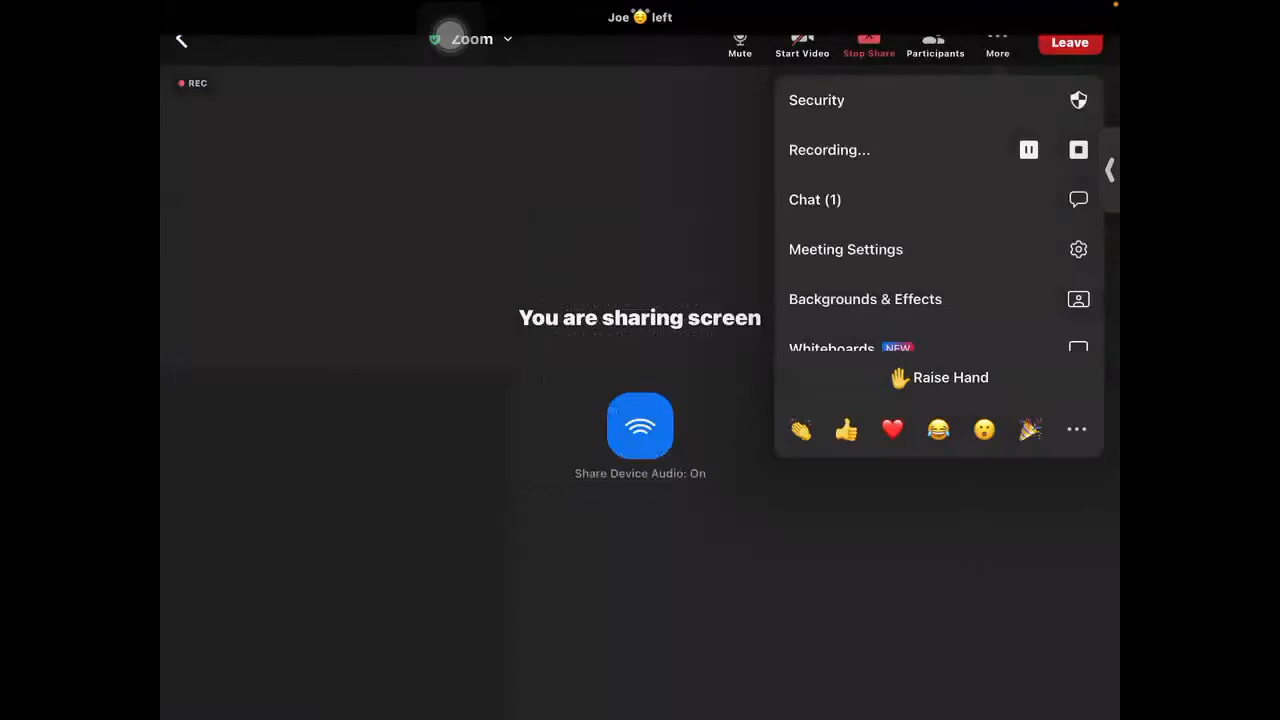 Joe 😊 left
Zoom
Mute
Start Video
Stop Share
Participants
More
Leave
REC
Security
Recording...
Chat (1)
Meeting Settings
Backgrounds & Effects
Whiteboards NEW
✋ Raise Hand
You are sharing screen
Share Device Audio: On